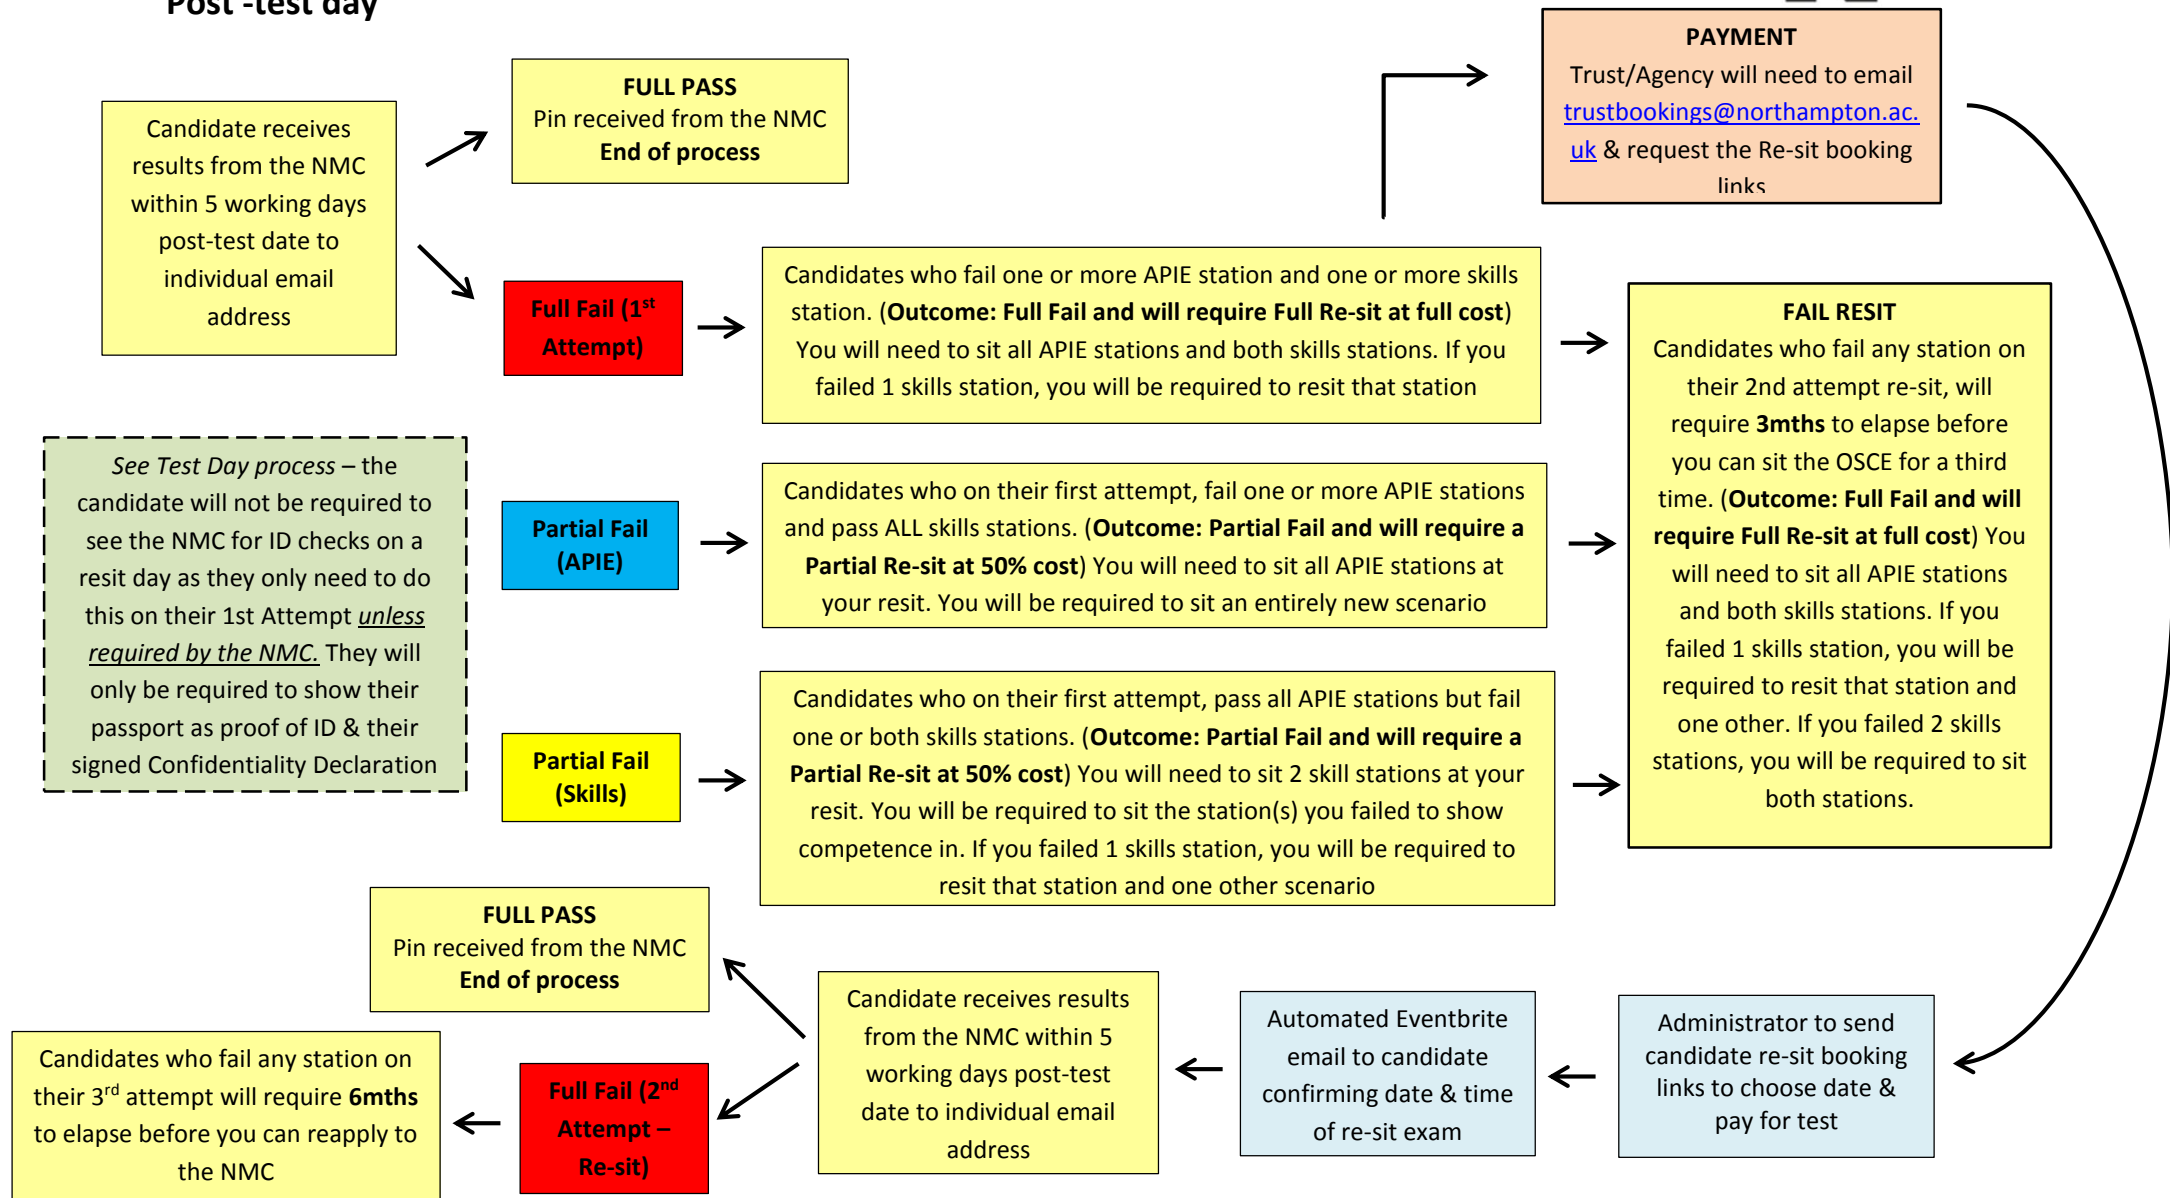 Post -test day
PAYMENT
Trust/Agency will need to email
trustbookings@northampton.ac.
uk & request the Re-sit booking
links
FULL PASS
Pin received from the NMC
End of process
Candidate receives
results from the NMC
within 5 working days
post-test date to
individual email
address
Full Fail (1st
Attempt)
Candidates who fail one or more APIE station and one or more skills
station. (Outcome: Full Fail and will require Full Re-sit at full cost)
You will need to sit all APIE stations and both skills stations. If you
failed 1 skills station, you will be required to resit that station
FAIL RESIT
Candidates who fail any station on
their 2nd attempt re-sit, will
require 3mths to elapse before
you can sit the OSCE for a third
time. (Outcome: Full Fail and will
require Full Re-sit at full cost) You
will need to sit all APIE stations
and both skills stations. If you
failed 1 skills station, you will be
required to resit that station and
one other. If you failed 2 skills
stations, you will be required to sit
both stations.
See Test Day process – the
candidate will not be required to
see the NMC for ID checks on a
resit day as they only need to do
this on their 1st Attempt unless
required by the NMC. They will
only be required to show their
passport as proof of ID & their
signed Confidentiality Declaration
Partial Fail
(APIE)
Candidates who on their first attempt, fail one or more APIE stations
and pass ALL skills stations. (Outcome: Partial Fail and will require a
Partial Re-sit at 50% cost) You will need to sit all APIE stations at
your resit. You will be required to sit an entirely new scenario
Partial Fail
(Skills)
Candidates who on their first attempt, pass all APIE stations but fail
one or both skills stations. (Outcome: Partial Fail and will require a
Partial Re-sit at 50% cost) You will need to sit 2 skill stations at your
resit. You will be required to sit the station(s) you failed to show
competence in. If you failed 1 skills station, you will be required to
resit that station and one other scenario
FULL PASS
Pin received from the NMC
End of process
Candidate receives results
from the NMC within 5
working days post-test
date to individual email
address
Automated Eventbrite
email to candidate
confirming date & time
of re-sit exam
Administrator to send
candidate re-sit booking
links to choose date &
pay for test
Candidates who fail any station on
their 3rd attempt will require 6mths
to elapse before you can reapply to
the NMC
Full Fail (2nd
Attempt –
Re-sit)